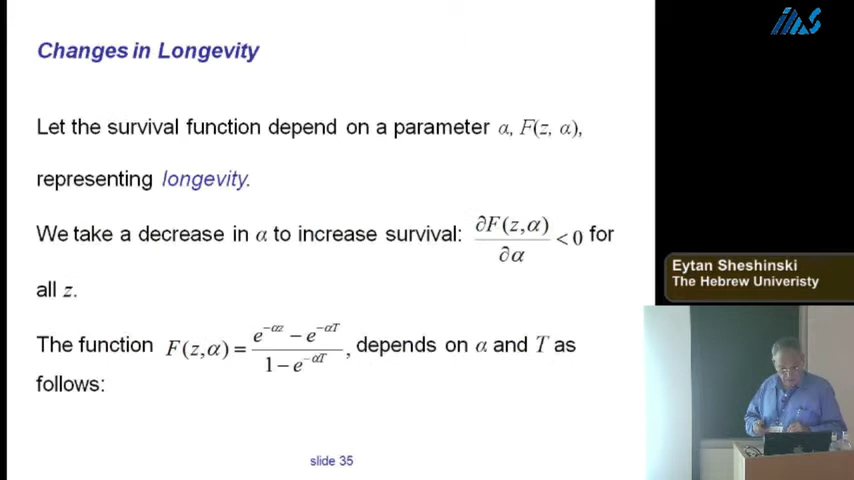 IIAS
Changes in Longevity
Let the survival function depend on a parameter α, F(z, α),
representing longevity.
We take a decrease in α to increase survival: ∂F(z,α)/∂α < 0 for
all z.
The function F(z,α) = (e^{-αz} − e^{-αT})/(1 − e^{-αT}), depends on α and T as
follows:
slide 35
Eytan Sheshinski
The Hebrew Univeristy